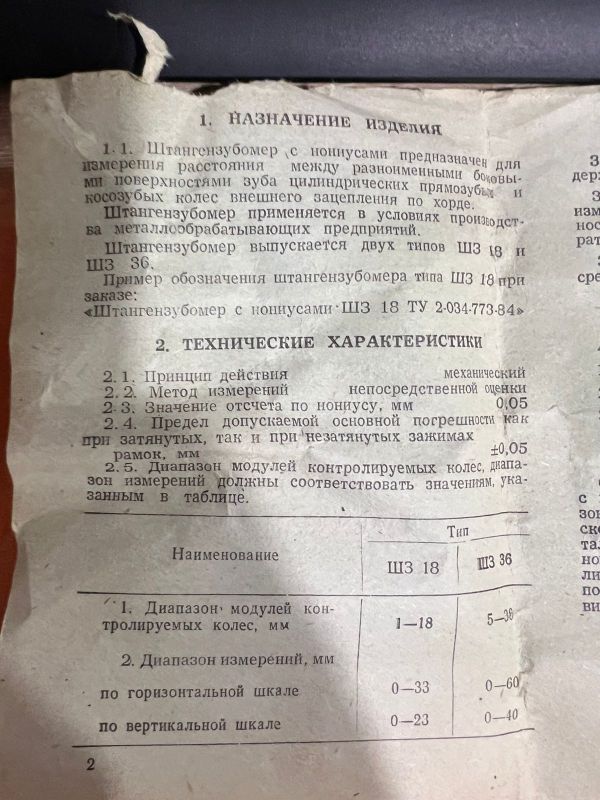 1. НАЗНАЧЕНИЕ ИЗДЕЛИЯ
1.1. Штангензубомер с нониусами предназначен для
измерения расстояния между разноименными боковы-
ми поверхностями зуба цилиндрических прямозубых и
косозубых колес внешнего зацепления по хорде.
Штангензубомер применяется в условиях производст-
ва металлообрабатывающих предприятий.
Штангензубомер выпускается двух типов ШЗ 18 и
ШЗ 36.
Пример обозначения штангензубомера типа ШЗ 18 при
заказе:
«Штангензубомер с нониусами ШЗ 18 ТУ 2-034-773-84»
2. ТЕХНИЧЕСКИЕ ХАРАКТЕРИСТИКИ
2.1. Принцип действия механический
2.2. Метод измерений непосредственной оценки
2.3. Значение отсчета по нониусу, мм 0,05
2.4. Предел допускаемой основной погрешности как
при затянутых, так и при незатянутых зажимах
рамок, мм ±0,05
2.5. Диапазон модулей контролируемых колес, диапа-
зон измерений должны соответствовать значениям, ука-
занным в таблице.
Наименование Тип
ШЗ 18 ШЗ 36
1. Диапазон модулей кон-
тролируемых колес, мм 1—18 5—36
2. Диапазон измерений, мм
по горизонтальной шкале 0—33 0—60
по вертикальной шкале 0—23 0—40
2